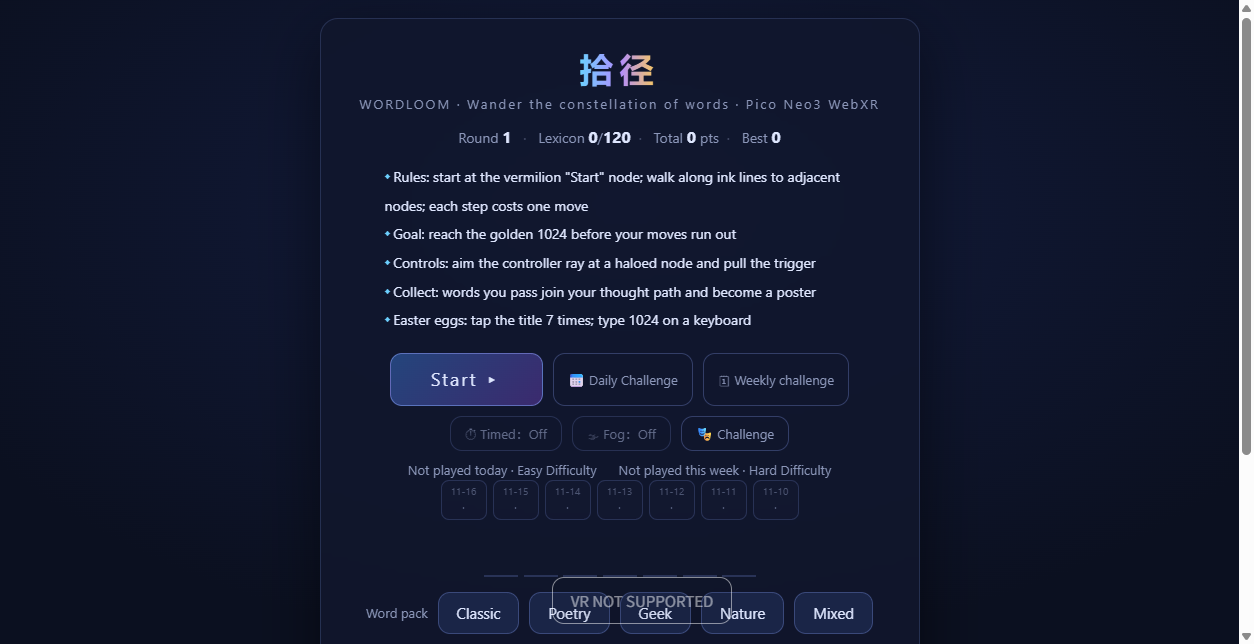 拾径
WORDLOOM · Wander the constellation of words · Pico Neo3 WebXR
Round 1 · Lexicon 0/120 · Total 0 pts · Best 0
Rules: start at the vermilion "Start" node; walk along ink lines to adjacent
nodes; each step costs one move
Goal: reach the golden 1024 before your moves run out
Controls: aim the controller ray at a haloed node and pull the trigger
Collect: words you pass join your thought path and become a poster
Easter eggs: tap the title 7 times; type 1024 on a keyboard
Start ▸ Daily Challenge Weekly challenge
Timed: Off Fog: Off Challenge
Not played today · Easy Difficulty Not played this week · Hard Difficulty
11-16 11-15 11-14 11-13 11-12 11-11 11-10
· · · · · · ·
VR NOT SUPPORTED
Word pack Classic Poetry Geek Nature Mixed